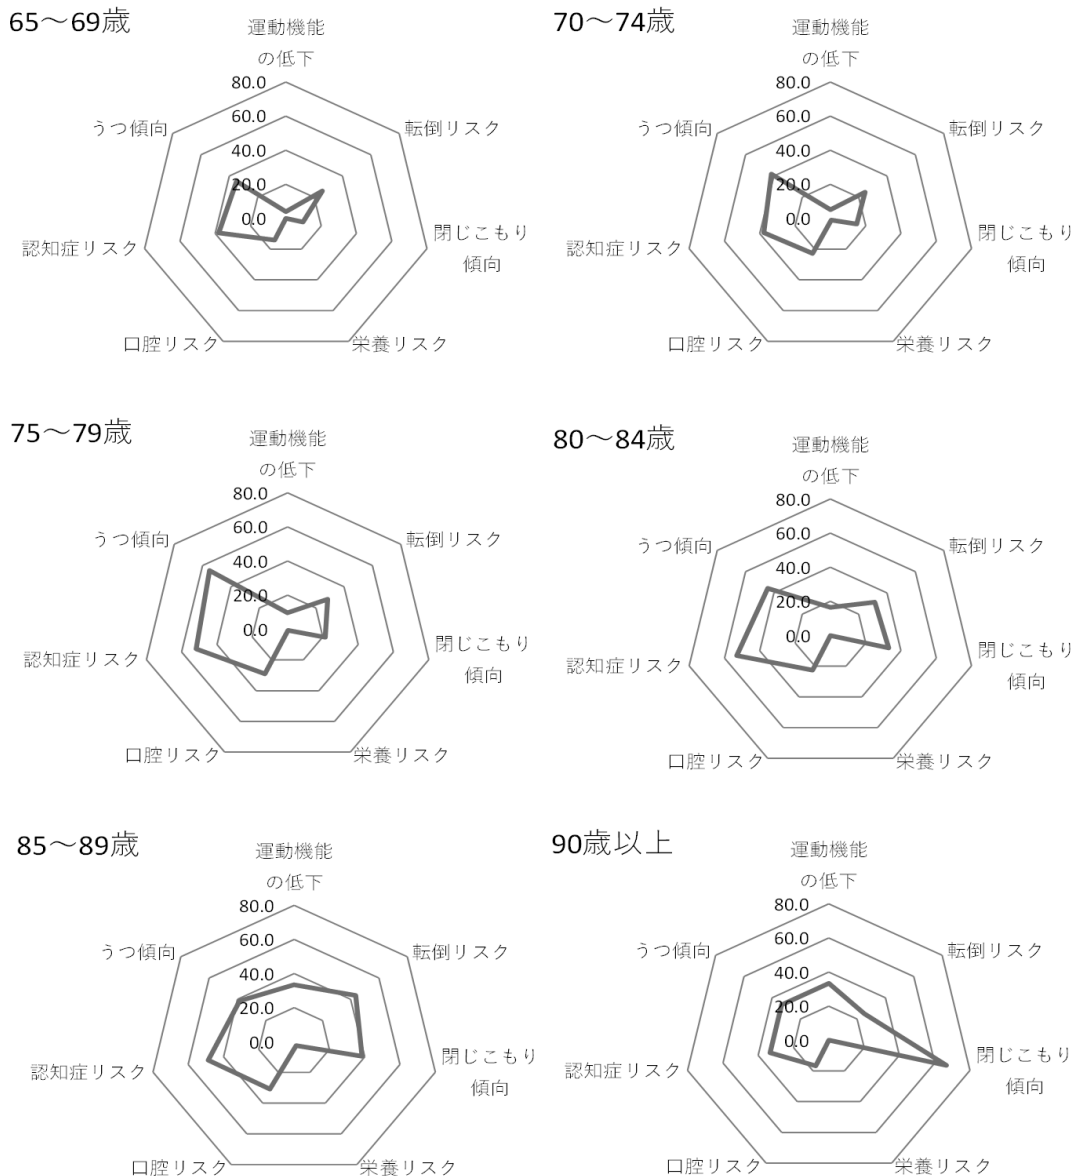 65～69歳
運動機能
の低下
80.0
60.0
40.0
20.0
0.0
うつ傾向
転倒リスク
認知症リスク
閉じこもり
傾向
口腔リスク
栄養リスク
70～74歳
運動機能
の低下
80.0
60.0
40.0
20.0
0.0
うつ傾向
転倒リスク
認知症リスク
閉じこもり
傾向
口腔リスク
栄養リスク
75～79歳
運動機能
の低下
80.0
60.0
40.0
20.0
0.0
うつ傾向
転倒リスク
認知症リスク
閉じこもり
傾向
口腔リスク
栄養リスク
80～84歳
運動機能
の低下
80.0
60.0
40.0
20.0
0.0
うつ傾向
転倒リスク
認知症リスク
閉じこもり
傾向
口腔リスク
栄養リスク
85～89歳
運動機能
の低下
80.0
60.0
40.0
20.0
0.0
うつ傾向
転倒リスク
認知症リスク
閉じこもり
傾向
口腔リスク
栄養リスク
90歳以上
運動機能
の低下
80.0
60.0
40.0
20.0
0.0
うつ傾向
転倒リスク
認知症リスク
閉じこもり
傾向
口腔リスク
栄養リスク